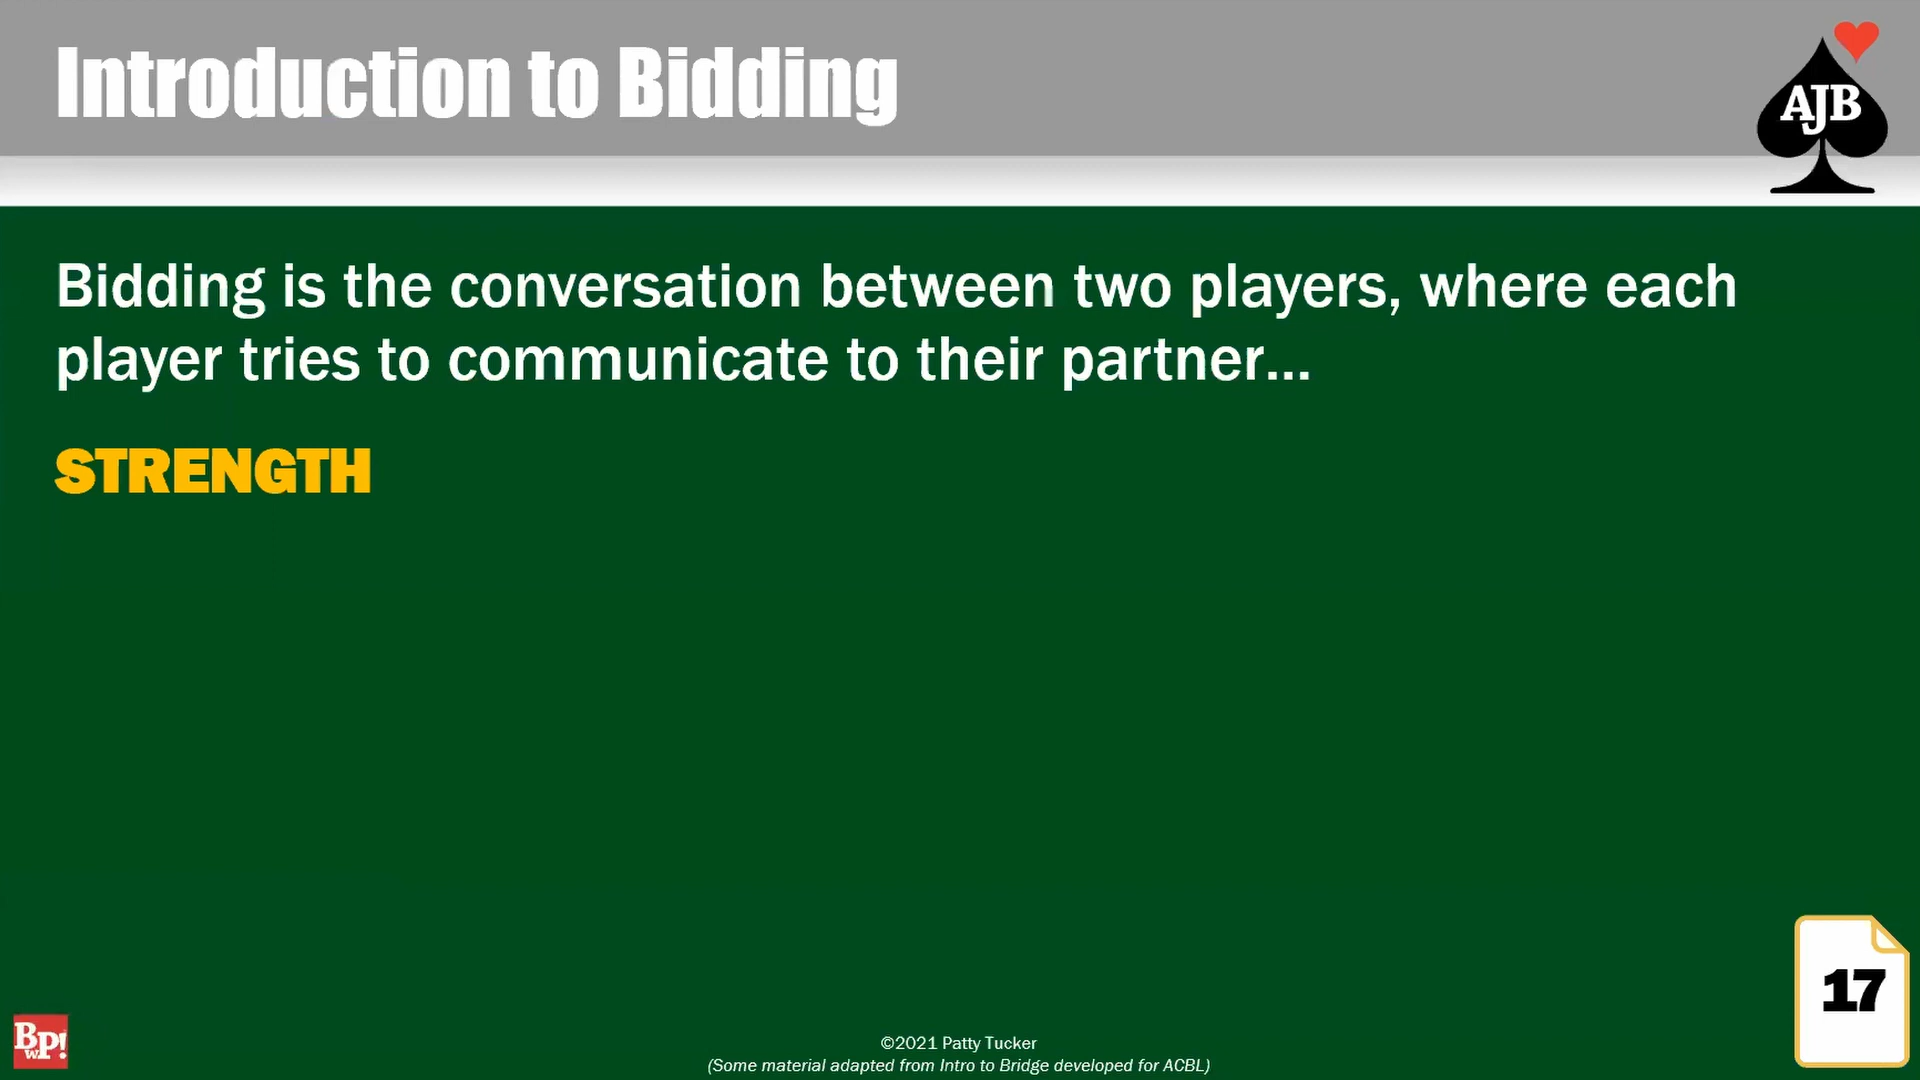 Introduction to Bidding
AJB
Bidding is the conversation between two players, where each
player tries to communicate to their partner...
STRENGTH
17
BwP!
©2021 Patty Tucker
(Some material adapted from Intro to Bridge developed for ACBL)